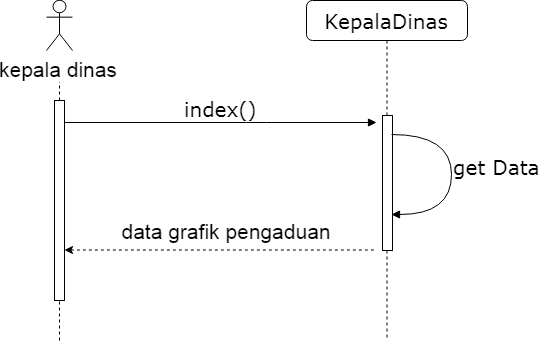 KepalaDinas
kepala dinas
index()
get Data
data grafik pengaduan